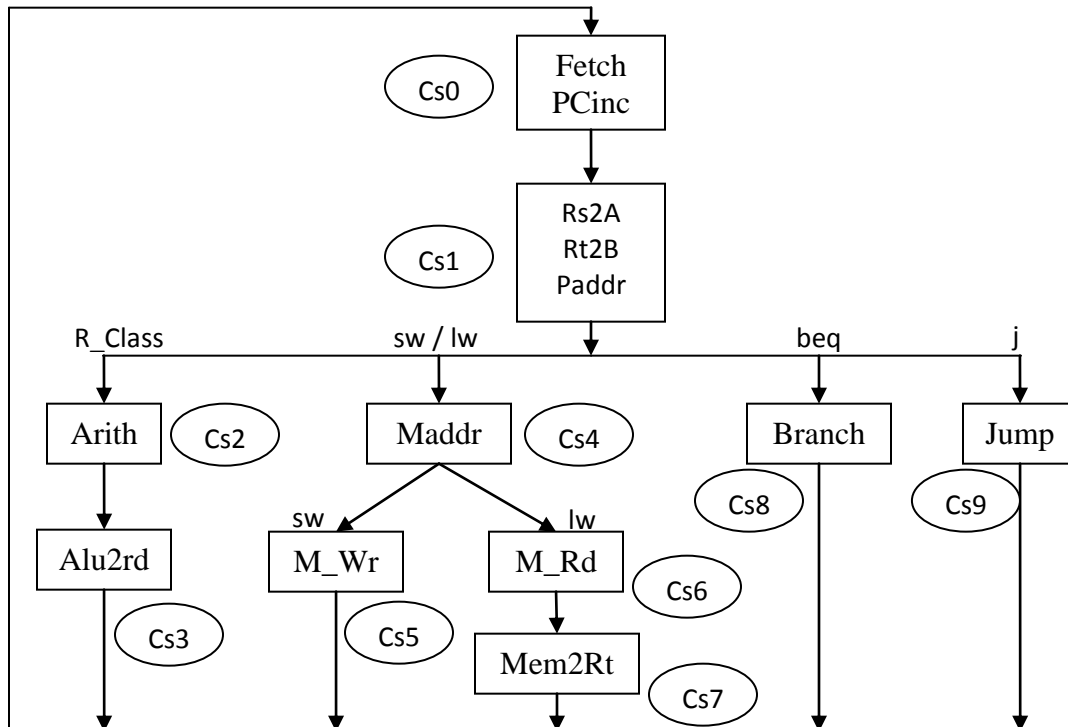 Fetch
PCinc
Cs0
Rs2A
Rt2B
Paddr
Cs1
R_Class
sw / lw
beq
j
Arith
Cs2
Maddr
Cs4
Branch
Jump
Cs8
Cs9
sw
lw
Alu2rd
M_Wr
M_Rd
Cs6
Cs3
Cs5
Mem2Rt
Cs7